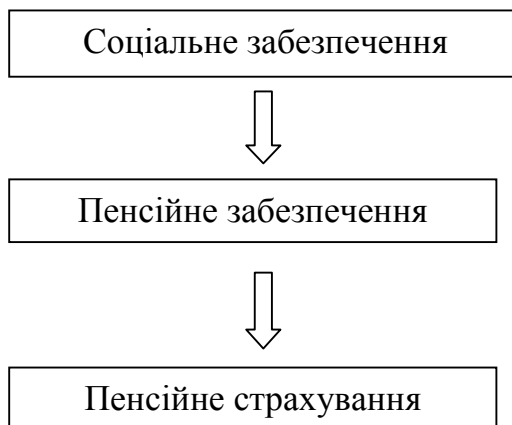 Соціальне забезпечення
Пенсійне забезпечення
Пенсійне страхування